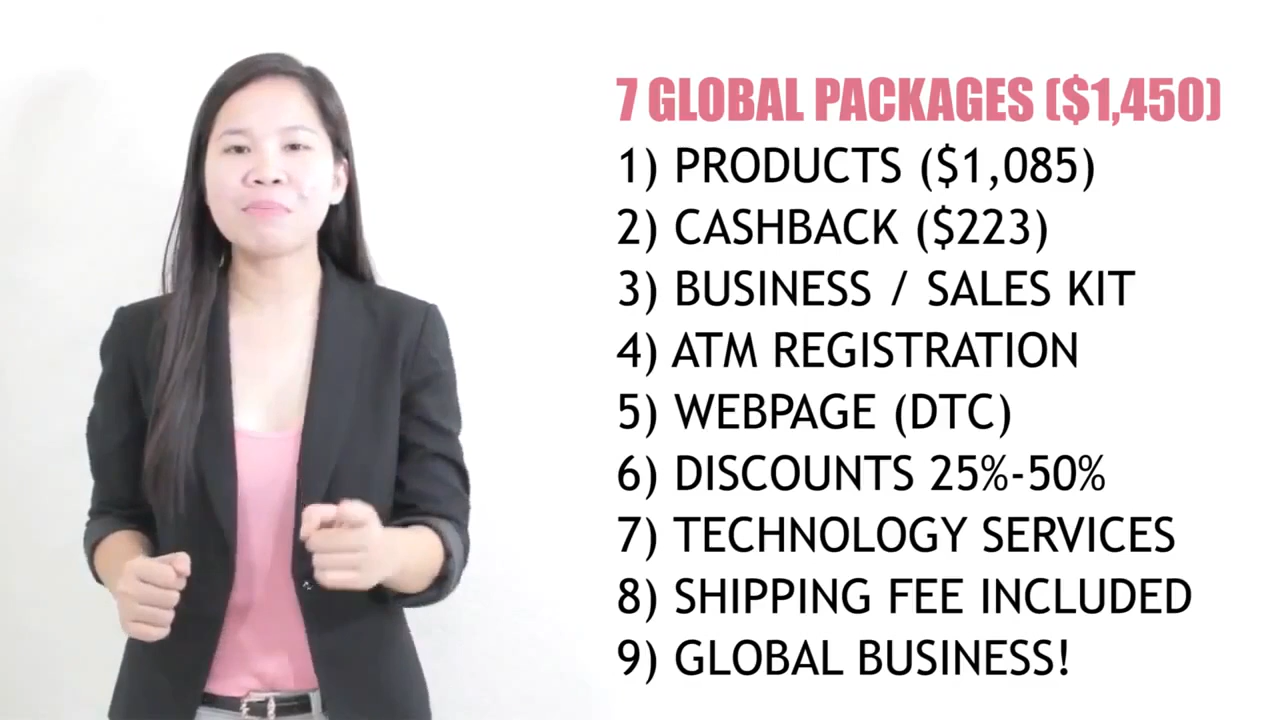 7 GLOBAL PACKAGES ($1,450)
1) PRODUCTS ($1,085)
2) CASHBACK ($223)
3) BUSINESS / SALES KIT
4) ATM REGISTRATION
5) WEBPAGE (DTC)
6) DISCOUNTS 25%-50%
7) TECHNOLOGY SERVICES
8) SHIPPING FEE INCLUDED
9) GLOBAL BUSINESS!